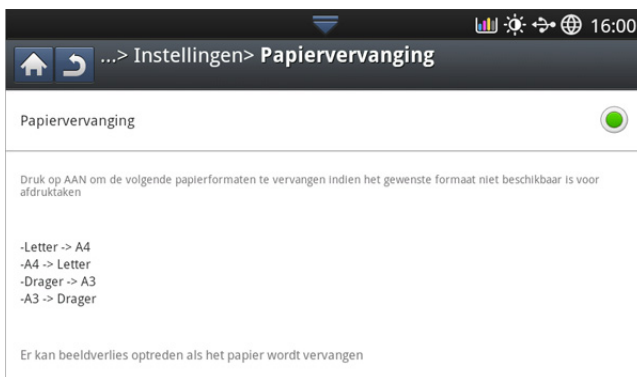 16:00
...> Instellingen> Papiervervanging
Papiervervanging
Druk op AAN om de volgende papierformaten te vervangen indien het gewenste formaat niet beschikbaar is voor
afdruktaken
-Letter -> A4
-A4 -> Letter
-Drager -> A3
-A3 -> Drager
Er kan beeldverlies optreden als het papier wordt vervangen